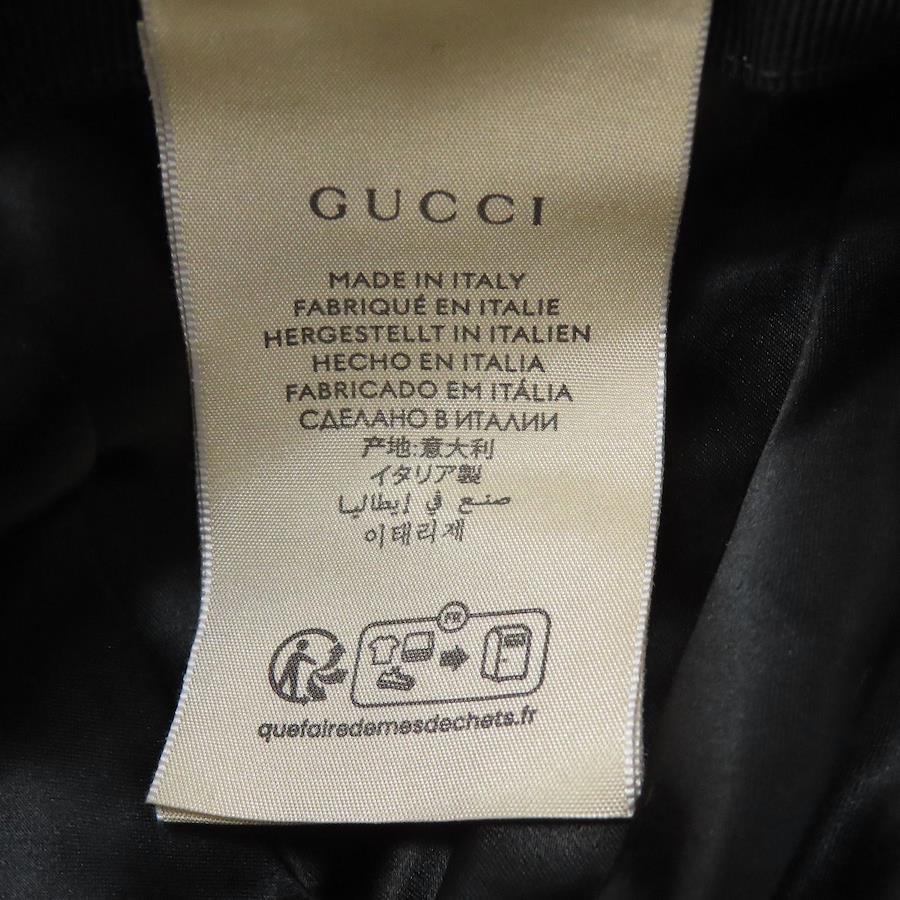 GUCCI
MADE IN ITALY
FABRIQUÉ EN ITALIE
HERGESTELLT IN ITALIEN
HECHO EN ITALIA
FABRICADO EM ITÁLIA
СДЕЛАНО В ИТАЛИИ
产地:意大利
イタリア製
صنع في إيطاليا
이태리제
FR
quefairedemesdechets.fr